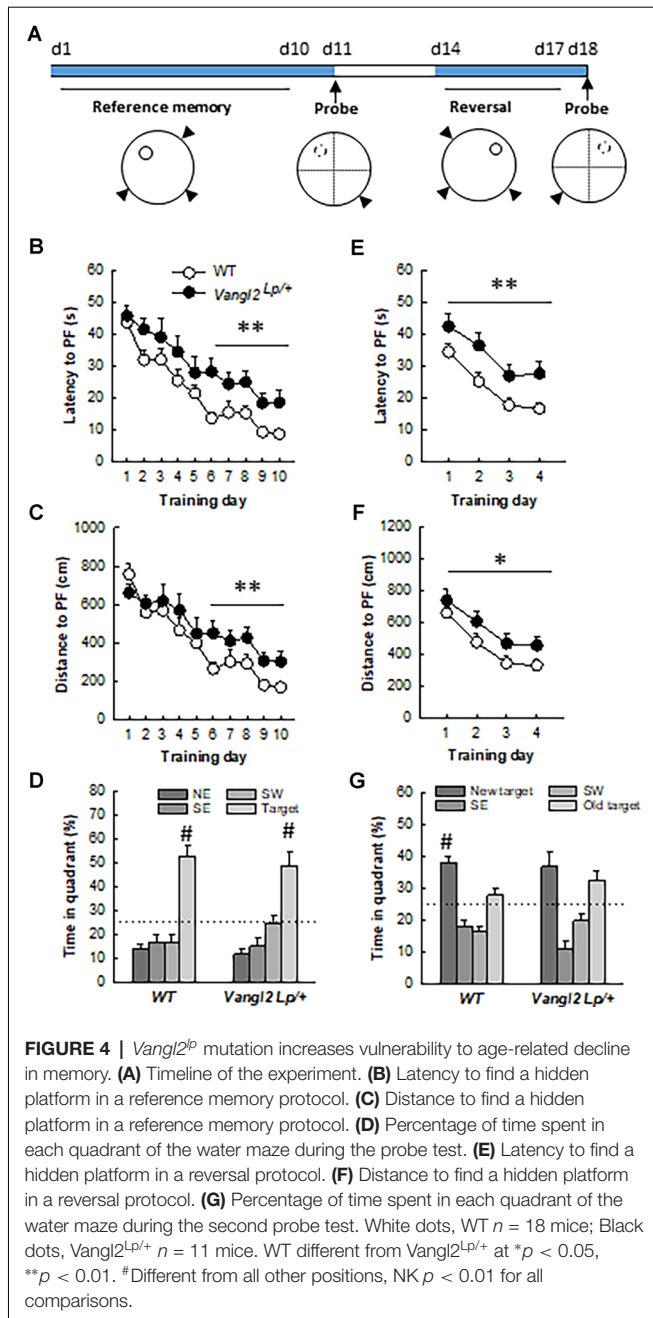 A
d1 d10 d11 d14 d17 d18
Reference memory Probe Reversal Probe
B
WT
Vangl2 Lp/+
**
Latency to PF (s)
60
50
40
30
20
10
0
1 2 3 4 5 6 7 8 9 10
Training day
E
**
Latency to PF (s)
60
50
40
30
20
10
0
1 2 3 4
Training day
C
**
Distance to PF (cm)
1000
800
600
400
200
0
1 2 3 4 5 6 7 8 9 10
Training day
F
*
Distance to PF (cm)
1200
1000
800
600
400
200
0
1 2 3 4
Training day
D
NE SW
SE Target
# #
Time in quadrant (%)
80
70
60
50
40
30
20
10
0
WT Vangl2 Lp/+
G
New target SW
SE Old target
#
Time in quadrant (%)
60
50
40
30
20
10
0
WT Vangl2 Lp/+
FIGURE 4 | Vangl2lp mutation increases vulnerability to age-related decline
in memory. (A) Timeline of the experiment. (B) Latency to find a hidden
platform in a reference memory protocol. (C) Distance to find a hidden
platform in a reference memory protocol. (D) Percentage of time spent in
each quadrant of the water maze during the probe test. (E) Latency to find a
hidden platform in a reversal protocol. (F) Distance to find a hidden platform
in a reversal protocol. (G) Percentage of time spent in each quadrant of the
water maze during the second probe test. White dots, WT n = 18 mice; Black
dots, Vangl2Lp/+ n = 11 mice. WT different from Vangl2Lp/+ at *p < 0.05,
**p < 0.01. #Different from all other positions, NK p < 0.01 for all
comparisons.